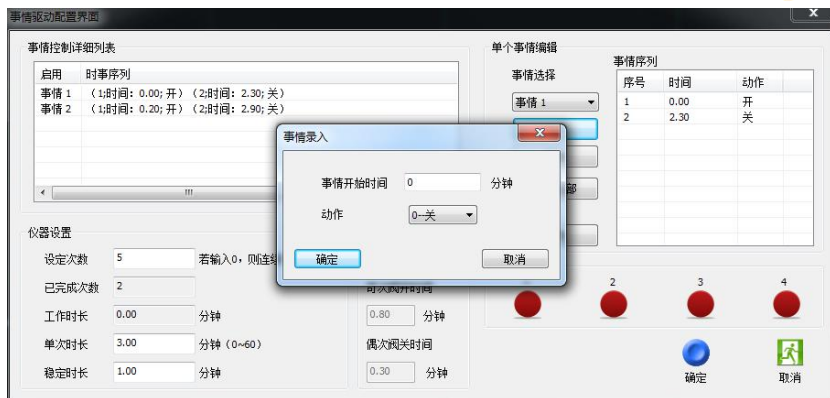 事情驱动配置界面
事情控制详细列表
启用 时事序列
事情 1 （1;时间：0.00; 开）（2;时间：2.30; 关）
事情 2 （1;时间：0.20; 开）（2;时间：2.90; 关）
单个事情编辑
事情选择
事情 1
部
事情序列
序号 时间 动作
1 0.00 开
2 2.30 关
事情录入
事情开始时间 0 分钟
动作 0--关
确定 取消
仪器设置
设定次数 5 若输入0，则连续
已完成次数 2
工作时长 0.00 分钟
单次时长 3.00 分钟（0~60）
稳定时长 1.00 分钟
0.80 分钟
偶次阀关时间
0.30 分钟
2 3 4
确定 取消